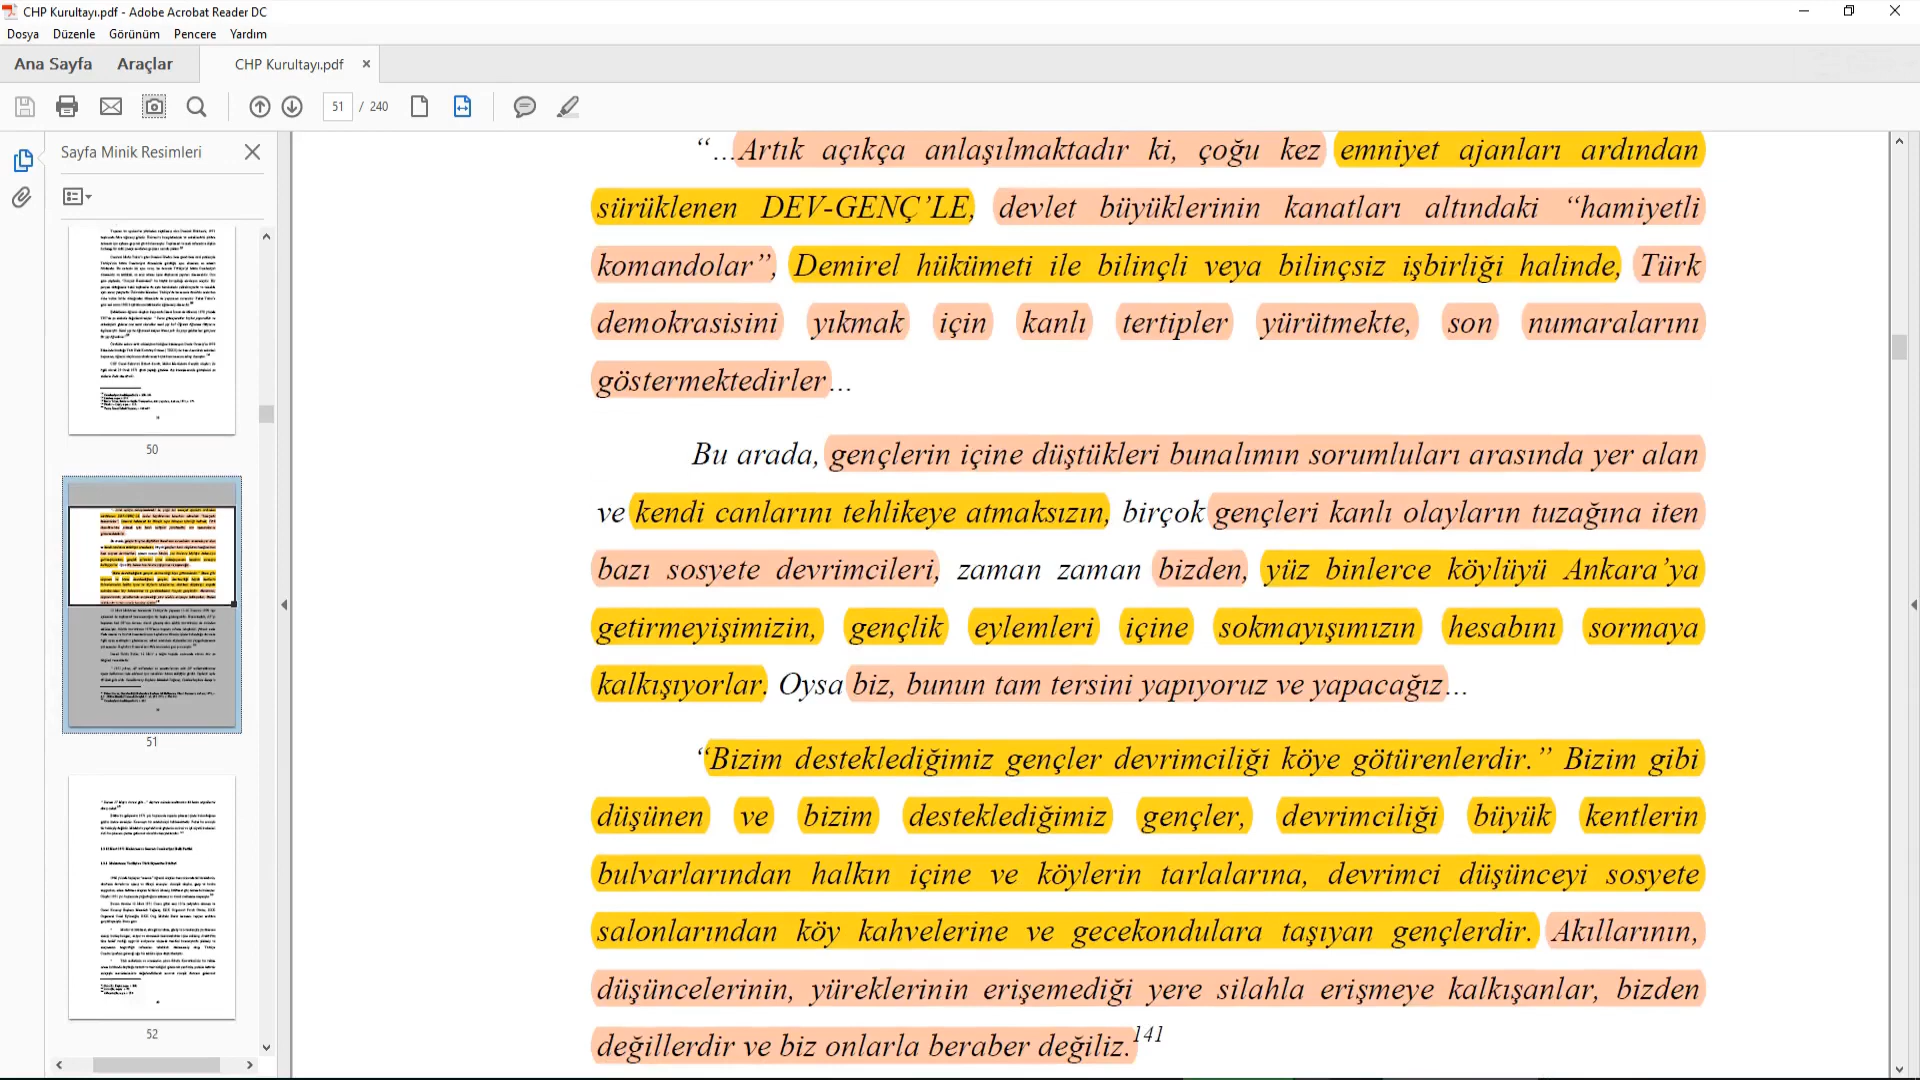 CHP Kurultayı.pdf - Adobe Acrobat Reader DC
Dosya Düzenle Görünüm Pencere Yardım
Ana Sayfa Araçlar CHP Kurultayı.pdf
51 / 240
Sayfa Minik Resimleri
50
51
52
“...Artık açıkça anlaşılmaktadır ki, çoğu kez emniyet ajanları ardından
sürüklenen DEV-GENÇ’LE, devlet büyüklerinin kanatları altındaki “hamiyetli
komandolar”, Demirel hükümeti ile bilinçli veya bilinçsiz işbirliği halinde, Türk
demokrasisini yıkmak için kanlı tertipler yürütmekte, son numaralarını
göstermektedirler...
Bu arada, gençlerin içine düştükleri bunalımın sorumluları arasında yer alan
ve kendi canlarını tehlikeye atmaksızın, birçok gençleri kanlı olayların tuzağına iten
bazı sosyete devrimcileri, zaman zaman bizden, yüz binlerce köylüyü Ankara’ya
getirmeyişimizin, gençlik eylemleri içine sokmayışımızın hesabını sormaya
kalkışıyorlar. Oysa biz, bunun tam tersini yapıyoruz ve yapacağız...
“Bizim desteklediğimiz gençler devrimciliği köye götürenlerdir.” Bizim gibi
düşünen ve bizim desteklediğimiz gençler, devrimciliği büyük kentlerin
bulvarlarından halkın içine ve köylerin tarlalarına, devrimci düşünceyi sosyete
salonlarından köy kahvelerine ve gecekondulara taşıyan gençlerdir. Akıllarının,
düşüncelerinin, yüreklerinin erişemediği yere silahla erişmeye kalkışanlar, bizden
değillerdir ve biz onlarla beraber değiliz.141